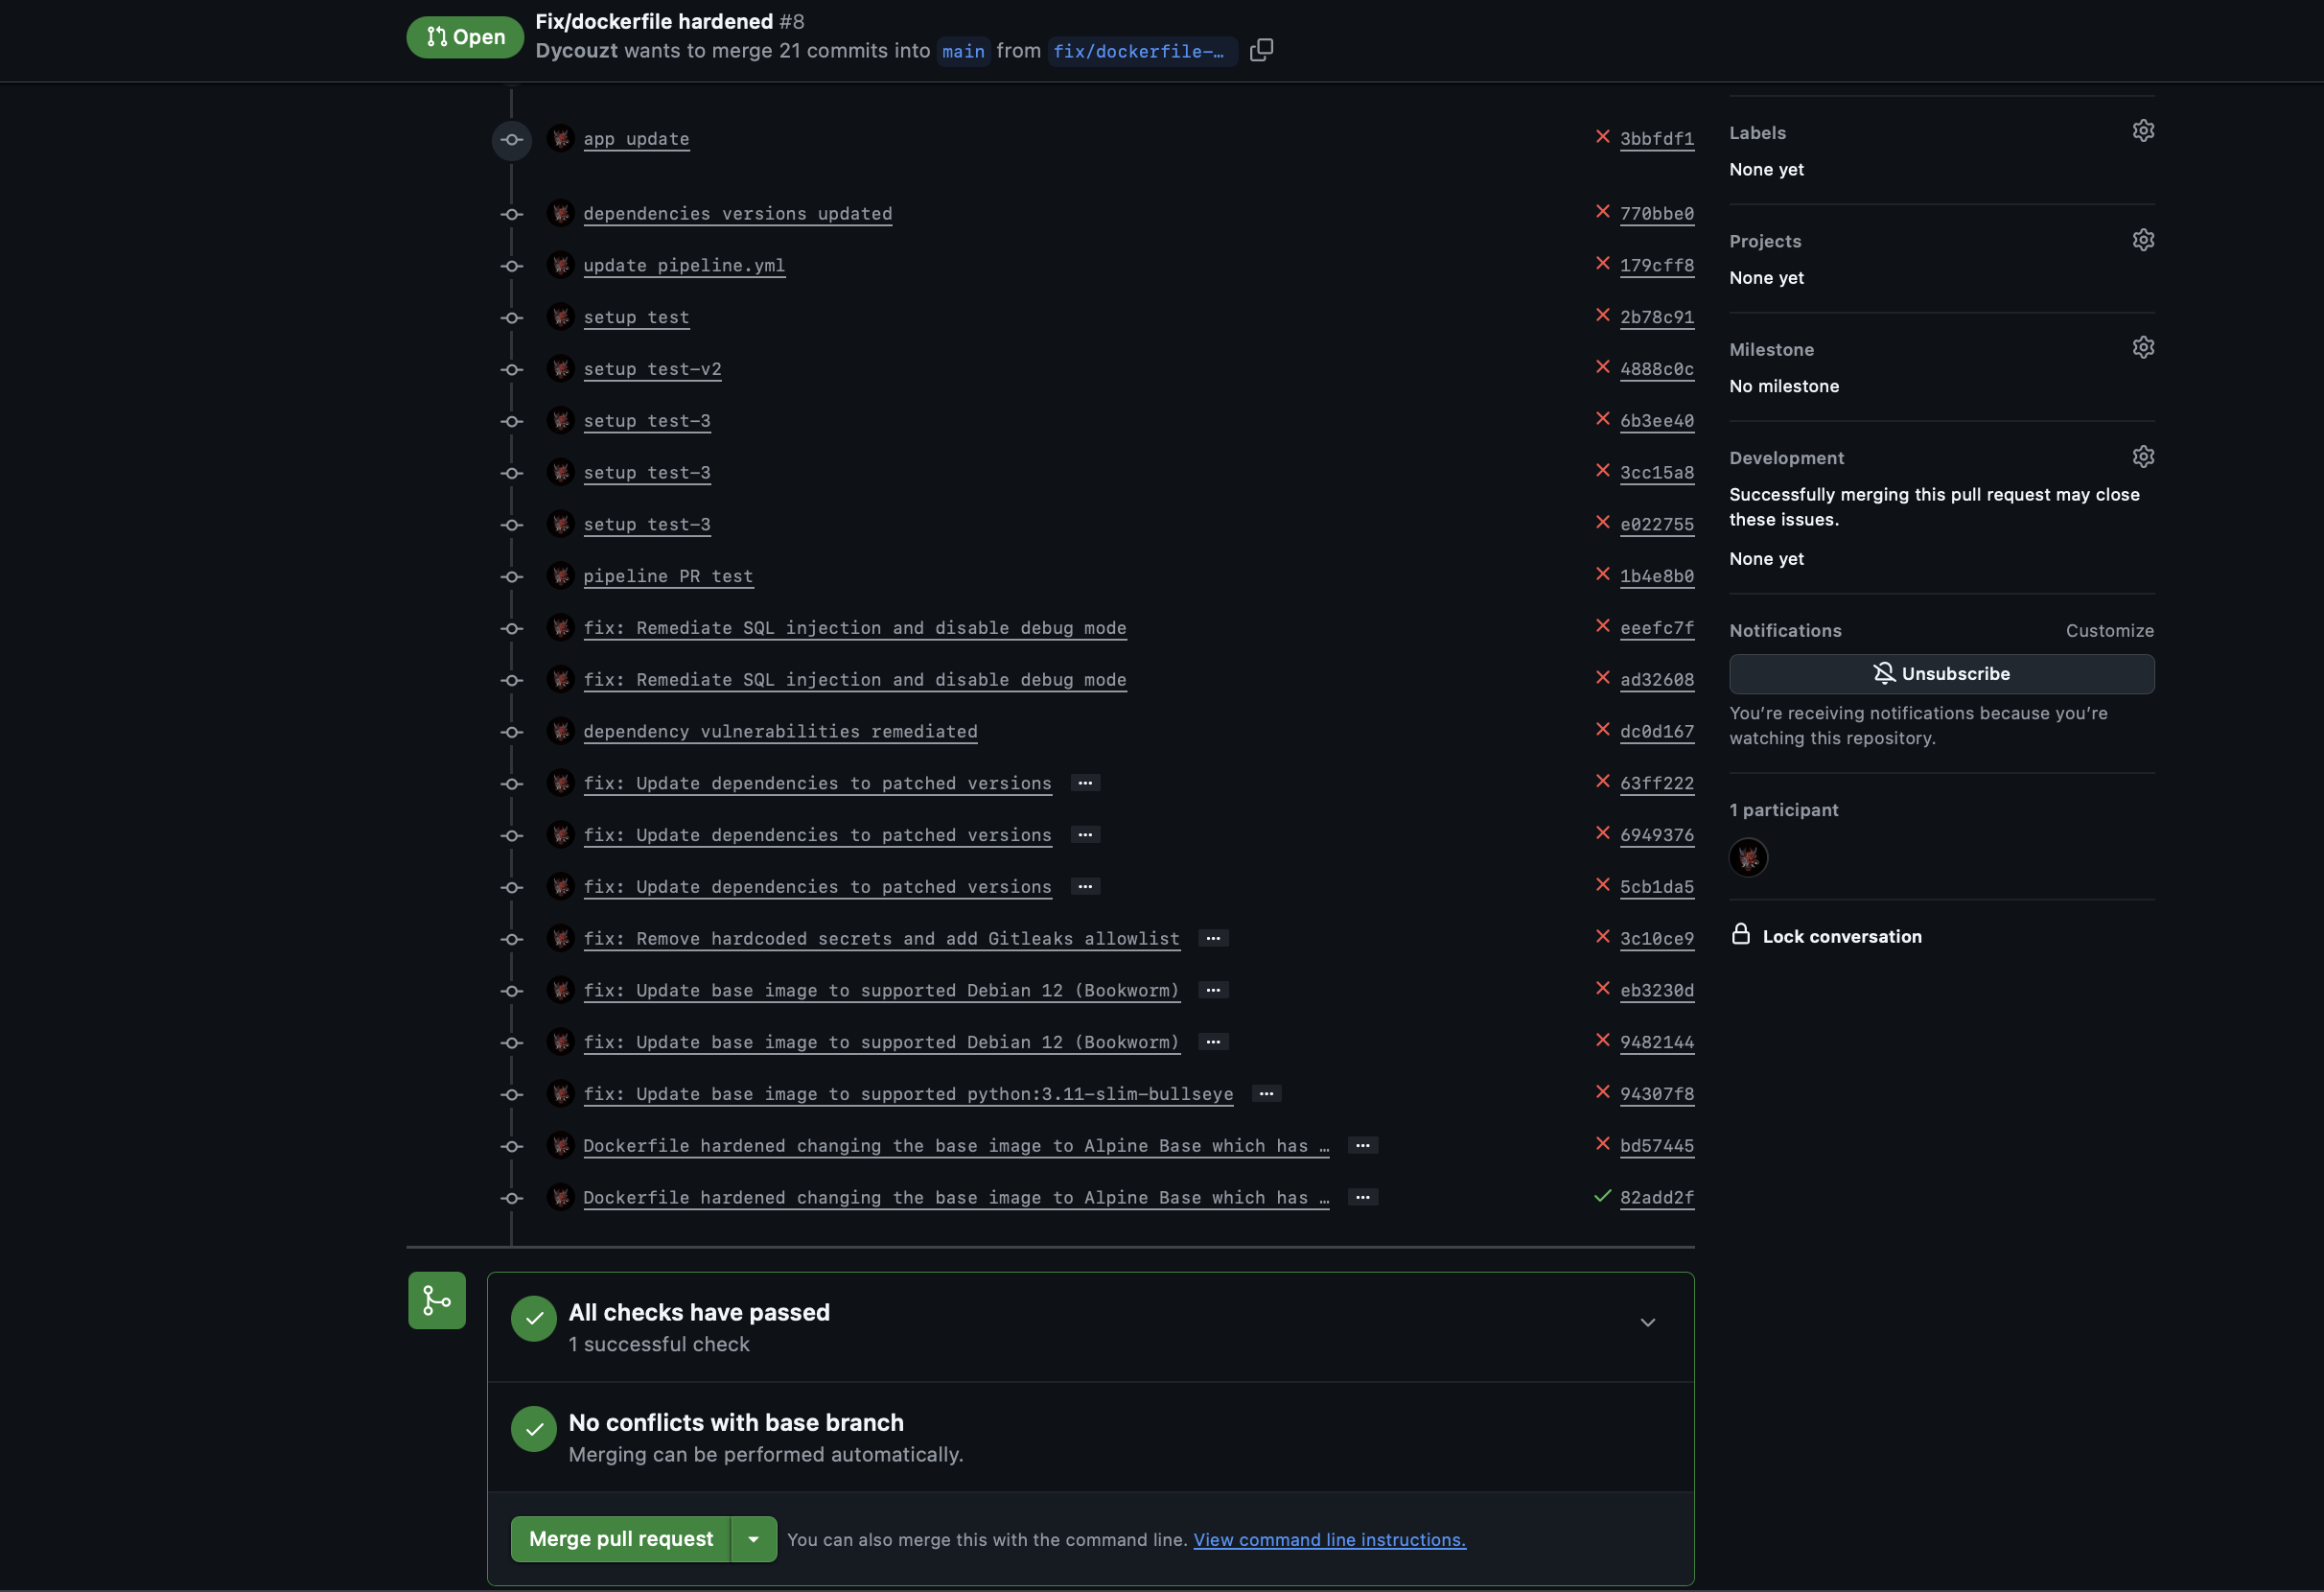 Open
Fix/dockerfile hardened #8
Dycouzt wants to merge 21 commits into main from fix/dockerfile-…
app update 3bbfdf1
dependencies versions updated 770bbe0
update pipeline.yml 179cff8
setup test 2b78c91
setup test-v2 4888c0c
setup test-3 6b3ee40
setup test-3 3cc15a8
setup test-3 e022755
pipeline PR test 1b4e8b0
fix: Remediate SQL injection and disable debug mode eeefc7f
fix: Remediate SQL injection and disable debug mode ad32608
dependency vulnerabilities remediated dc0d167
fix: Update dependencies to patched versions … 63ff222
fix: Update dependencies to patched versions … 6949376
fix: Update dependencies to patched versions … 5cb1da5
fix: Remove hardcoded secrets and add Gitleaks allowlist … 3c10ce9
fix: Update base image to supported Debian 12 (Bookworm) … eb3230d
fix: Update base image to supported Debian 12 (Bookworm) … 9482144
fix: Update base image to supported python:3.11-slim-bullseye … 94307f8
Dockerfile hardened changing the base image to Alpine Base which has … … bd57445
Dockerfile hardened changing the base image to Alpine Base which has … … 82add2f
All checks have passed
1 successful check
No conflicts with base branch
Merging can be performed automatically.
Merge pull request
You can also merge this with the command line. View command line instructions.
Labels
None yet
Projects
None yet
Milestone
No milestone
Development
Successfully merging this pull request may close
these issues.
None yet
Notifications Customize
Unsubscribe
You're receiving notifications because you're
watching this repository.
1 participant
Lock conversation